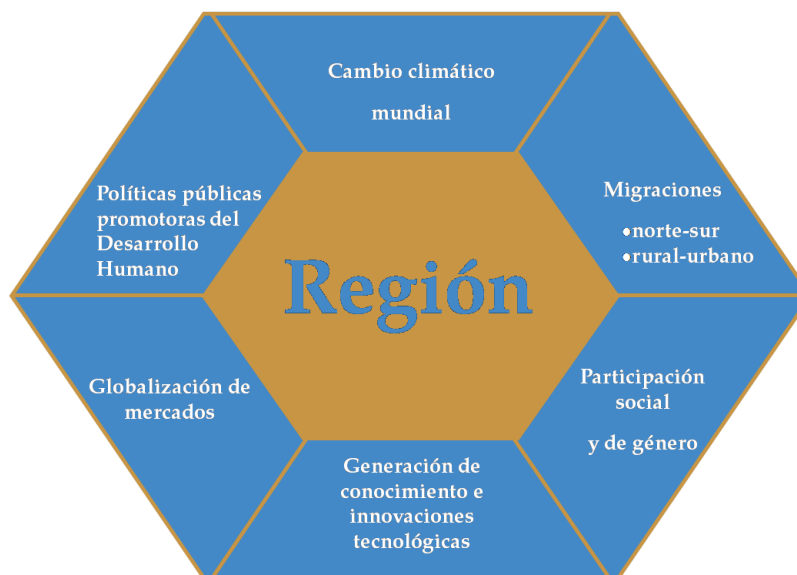 Cambio climático
mundial
Políticas públicas
promotoras del
Desarrollo
Humano
Migraciones
•norte-sur
•rural-urbano
Región
Globalización de
mercados
Participación
social
y de género
Generación de
conocimiento e
innovaciones
tecnológicas